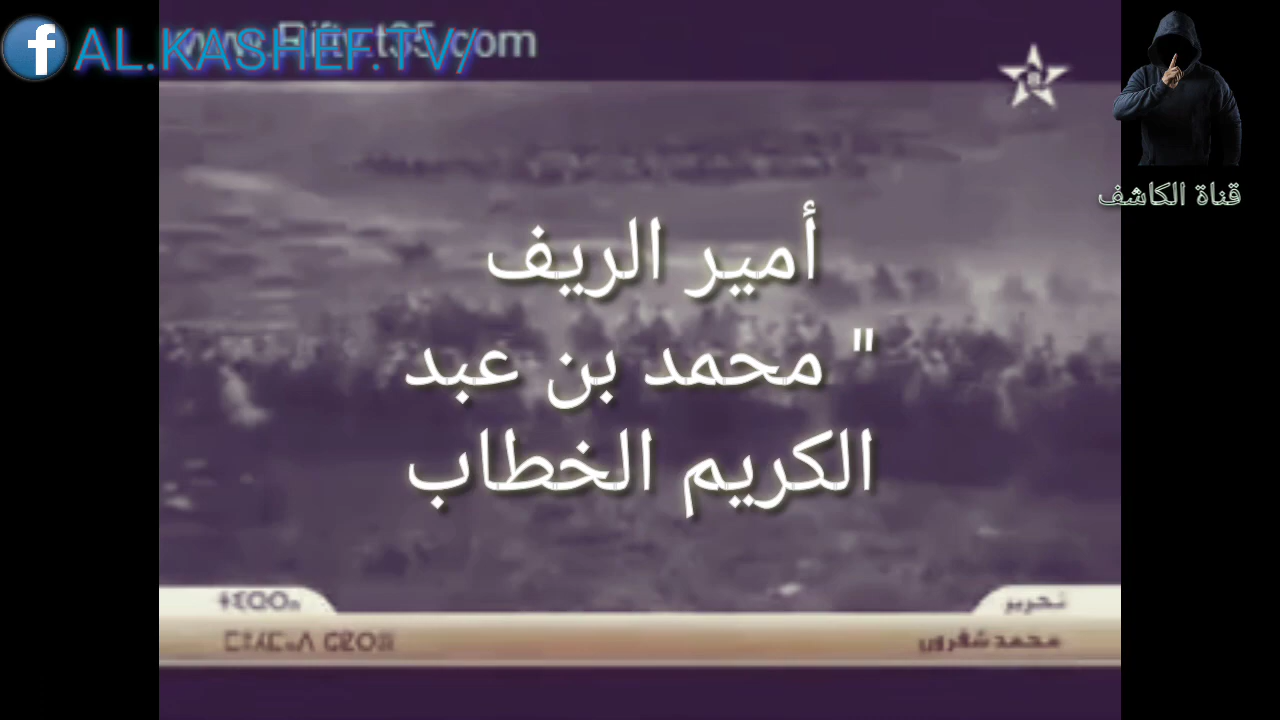 AL.KASHEF.TV/
قناة الكاشف
أمير الريف
" محمد بن عبد
الكريم الخطاب
تحرير
محمد شقرون